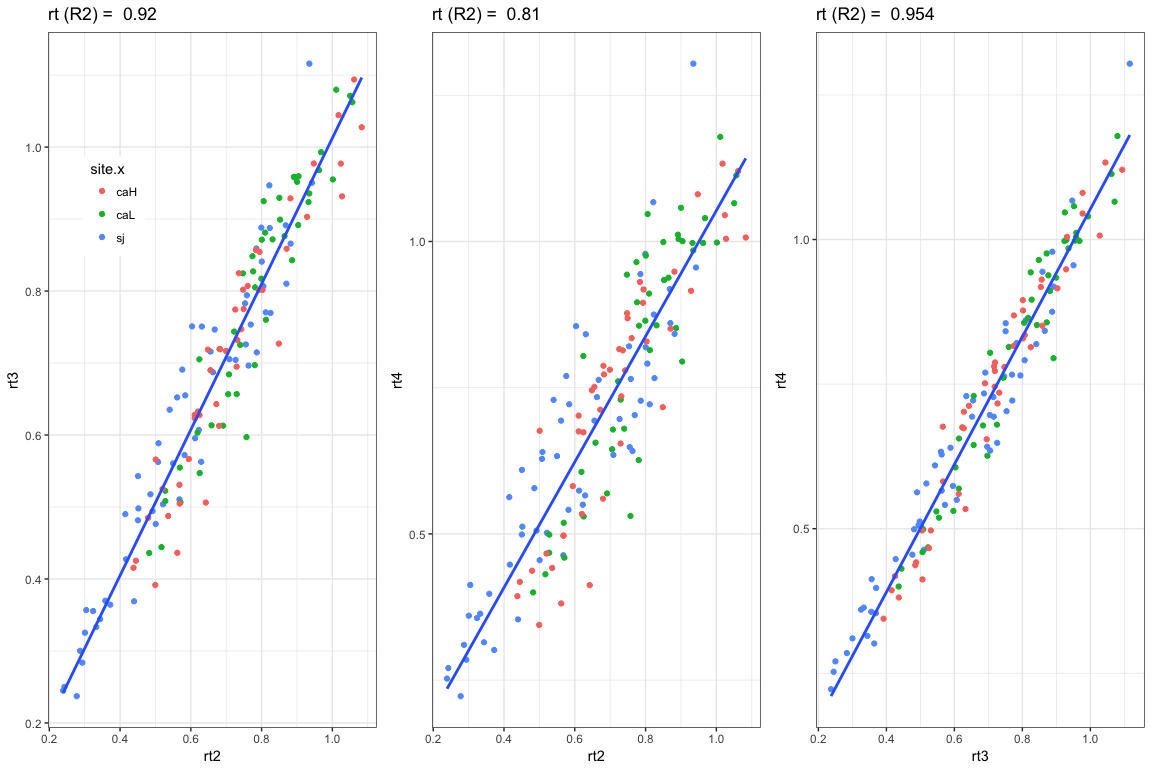 rt (R2) =  0.92
rt3
1.0
0.8
0.6
0.4
0.2
site.x
caH
caL
sj
0.2 0.4 0.6 0.8 1.0
rt2
rt (R2) =  0.81
rt4
1.0
0.5
0.2 0.4 0.6 0.8 1.0
rt2
rt (R2) =  0.954
rt4
1.0
0.5
0.2 0.4 0.6 0.8 1.0
rt3